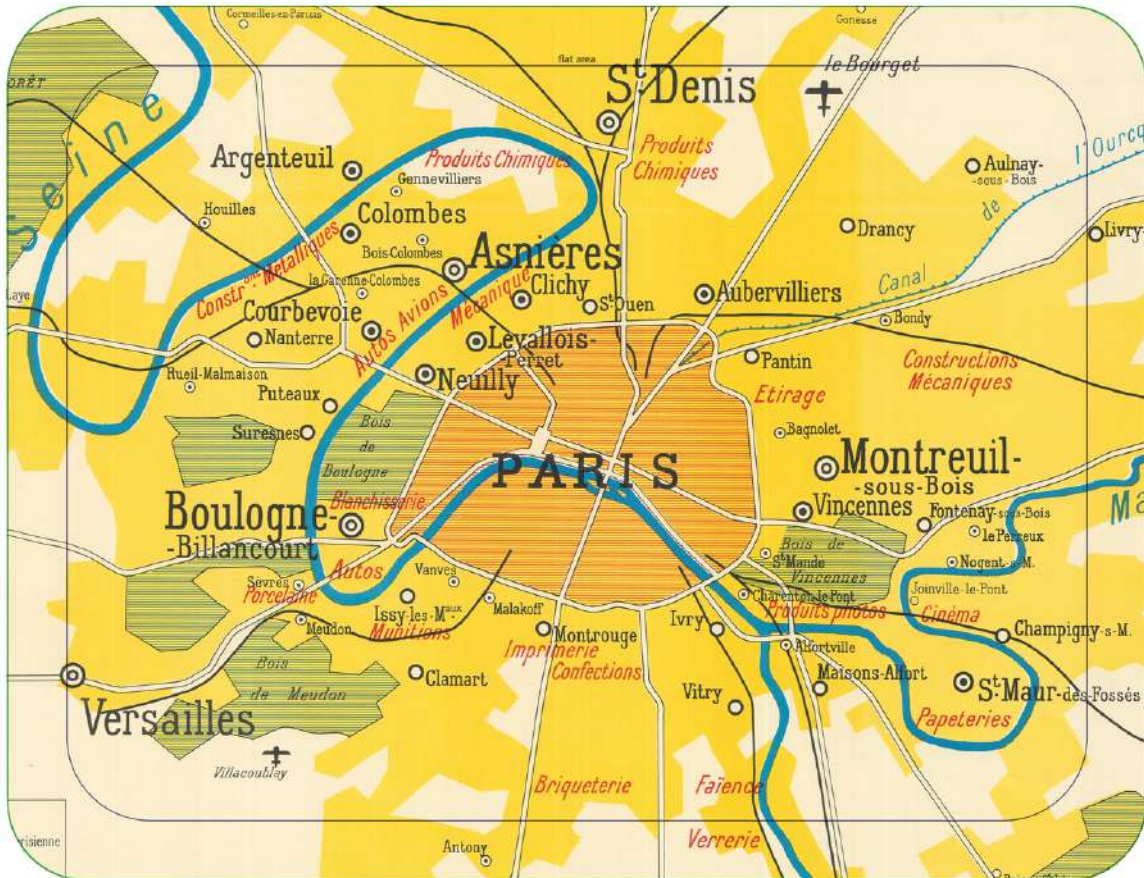 Cormeilles-en-Parisis
Gonesse
flat area
le Bourget
St. Denis
Seine
Produits
Chimiques
Argenteuil
Produits Chimiques
Gennevilliers
Aulnay-
-sous-Bois
l'Ourcq
de
Canal
Houilles
Colombes
Bois-Colombes
Drancy
Livry-
Constr.ons Métalliques
Asnières
la Garenne-Colombes
Clichy
St Ouen
Aubervilliers
Courbevoie
Autos Avions
Mécanique
Bondy
Nanterre
Levallois-
-Perret
Pantin
Constructions
Mécaniques
Rueil-Malmaison
Neuilly
Puteaux
Etirage
Suresnes
Bois
de
Boulogne
Bagnolet
PARIS
Montreuil-
-sous-Bois
Blanchisserie
Boulogne-
-Billancourt
Vincennes
Fontenay-sous-Bois
le Perreux
Ma
Bois de
Vincennes
St Mandé
Nogent-s-M.
Autos
Vanves
Sèvres
Porcelaine
Charenton-le-Pont
Joinville-le-Pont
Issy-les-Maux
Malakoff
Produits photos
Cinéma
Meudon
Munitions
Montrouge
Ivry
Champigny-s-M.
Imprimerie
Confections
Alfortville
Bois
de Meudon
Clamart
Maisons-Alfort
St. Maur-des-Fossés
Versailles
Vitry
Papeteries
Villacoublay
Briqueterie
Faïence
Verrerie
Antony
risienne